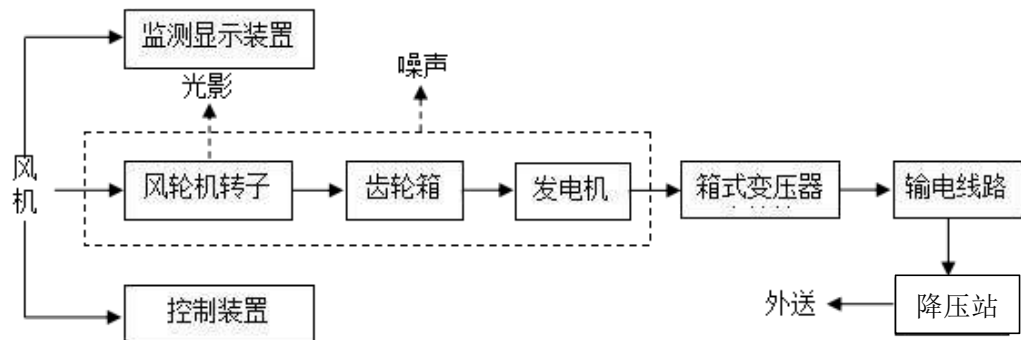 监测显示装置
光影
噪声
风机
风轮机转子
齿轮箱
发电机
箱式变压器
输电线路
控制装置
外送
降压站